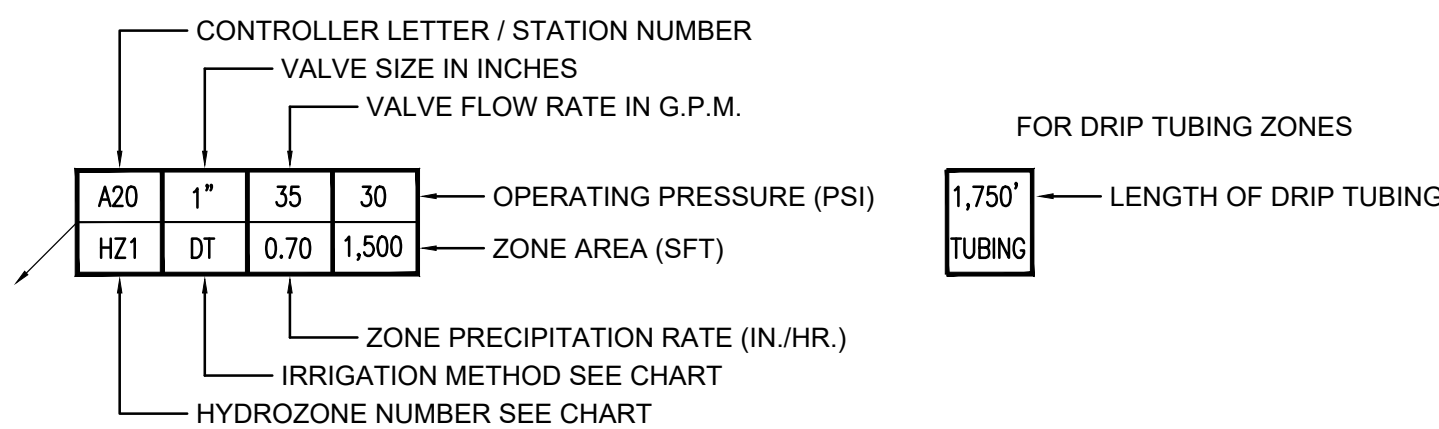 CONTROLLER LETTER / STATION NUMBER
VALVE SIZE IN INCHES
VALVE FLOW RATE IN G.P.M.
FOR DRIP TUBING ZONES
A20 1" 35 30 OPERATING PRESSURE (PSI)
1,750' LENGTH OF DRIP TUBING
HZ1 DT 0.70 1,500 ZONE AREA (SFT)
TUBING
ZONE PRECIPITATION RATE (IN./HR.)
IRRIGATION METHOD SEE CHART
HYDROZONE NUMBER SEE CHART